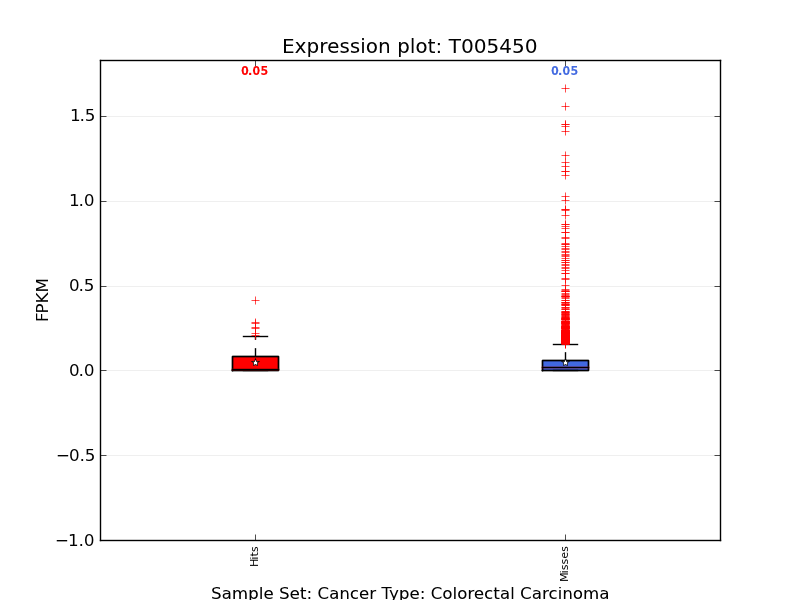 Expression plot: T005450
0.05
0.05
1.5
1.0
0.5
0.0
−0.5
−1.0
FPKM
Hits
Misses
Sample Set: Cancer Type: Colorectal Carcinoma